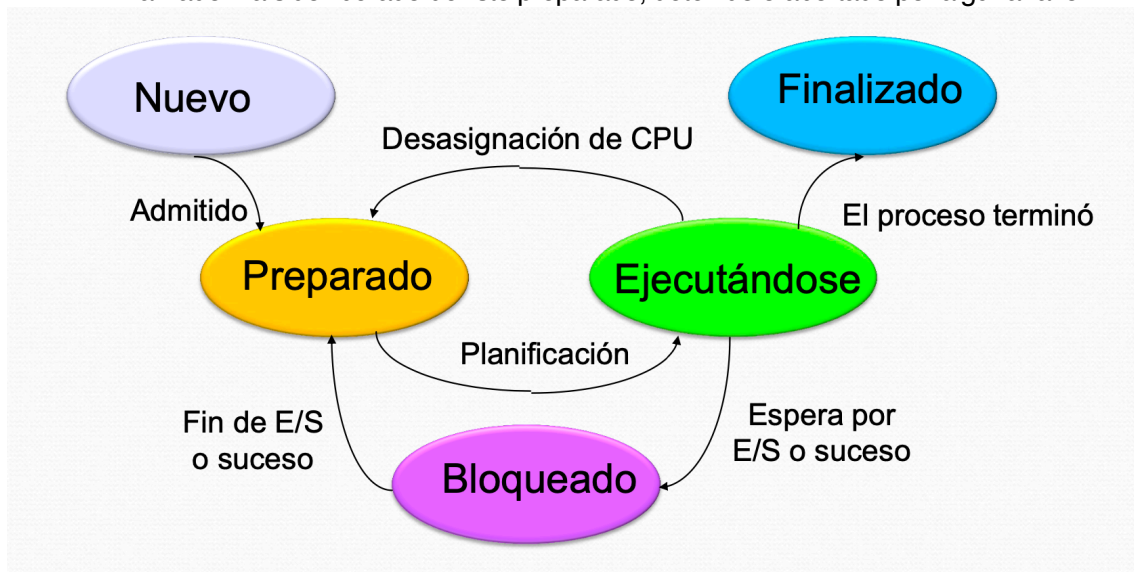 Nuevo
Finalizado
Desasignación de CPU
Admitido
El proceso terminó
Preparado
Ejecutándose
Planificación
Fin de E/S
o suceso
Espera por
E/S o suceso
Bloqueado